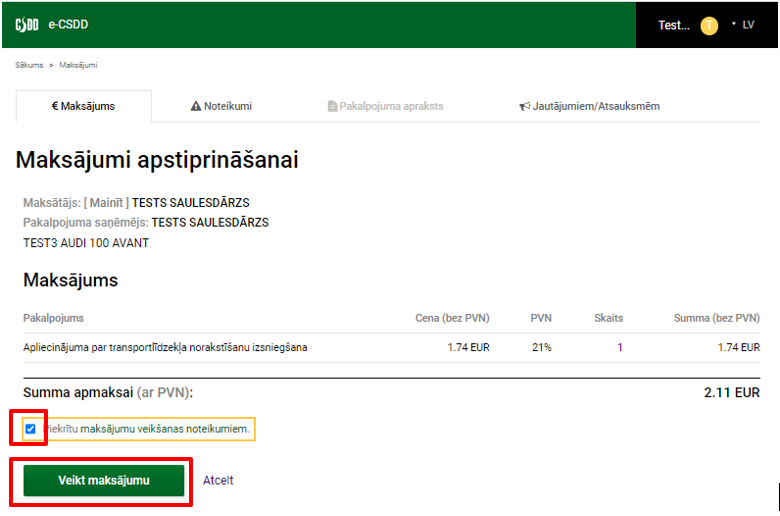 CSDD e-CSDD Test... T LV
Sākums > Maksājumi
€ Maksājums Noteikumi Pakalpojuma apraksts Jautājumiem/Atsauksmēm
Maksājumi apstiprināšanai
Maksātājs: [ Mainīt ] TESTS SAULESDĀRZS
Pakalpojuma saņēmējs: TESTS SAULESDĀRZS
TEST3 AUDI 100 AVANT
Maksājums
Pakalpojums Cena (bez PVN) PVN Skaits Summa (bez PVN)
Apliecinājuma par transportlīdzekļa norakstīšanu izsniegšana 1.74 EUR 21% 1 1.74 EUR
Summa apmaksai (ar PVN): 2.11 EUR
Piekrītu maksājumu veikšanas noteikumiem.
Veikt maksājumu Atcelt